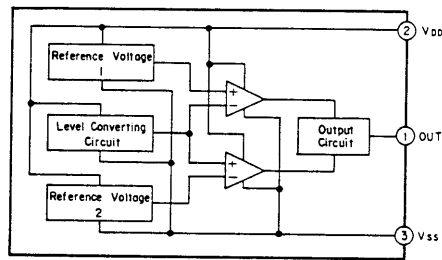 2 VDD
Reference Voltage
1
+
−
Level Converting
Circuit
Output
Circuit
1 OUT
+
−
Reference Voltage
2
3 VSS